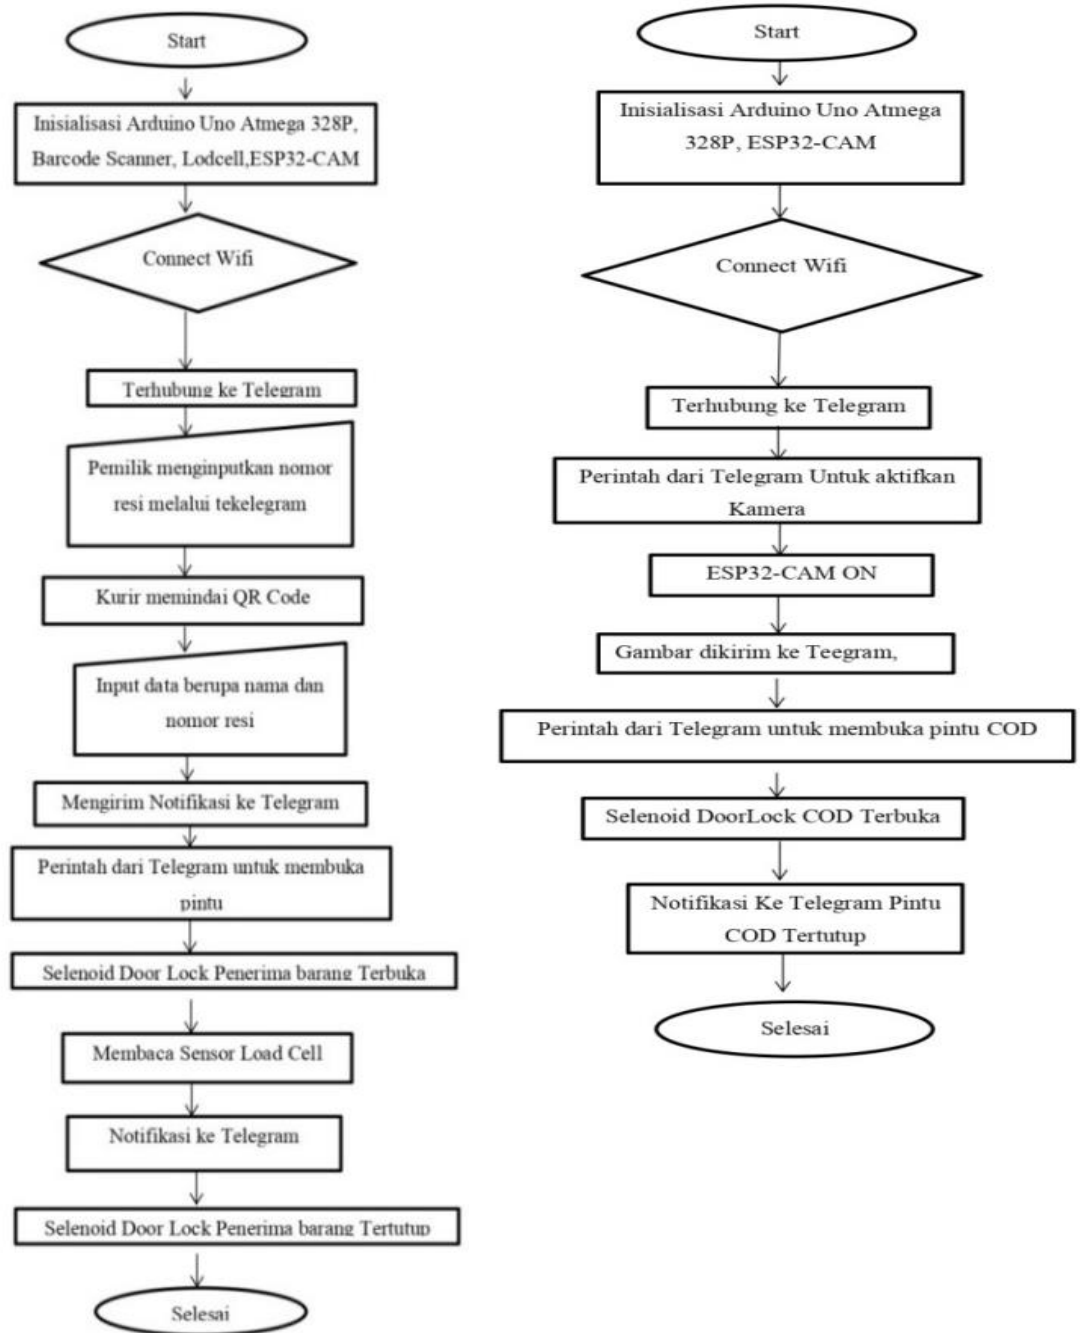 Start
Inisialisasi Arduino Uno Atmega 328P,
Barcode Scanner, Lodcell,ESP32-CAM
Connect Wifi
Terhubung ke Telegram
Pemilik menginputkan nomor
resi melalui tekelegram
Kurir memindai QR Code
Input data berupa nama dan
nomor resi
Mengirim Notifikasi ke Telegram
Perintah dari Telegram untuk membuka
pintu
Selenoid Door Lock Penerima barang Terbuka
Membaca Sensor Load Cell
Notifikasi ke Telegram
Selenoid Door Lock Penerima barang Tertutup
Selesai
Start
Inisialisasi Arduino Uno Atmega
328P, ESP32-CAM
Connect Wifi
Terhubung ke Telegram
Perintah dari Telegram Untuk aktifkan
Kamera
ESP32-CAM ON
Gambar dikirim ke Teegram,
Perintah dari Telegram untuk membuka pintu COD
Selenoid DoorLock COD Terbuka
Notifikasi Ke Telegram Pintu
COD Tertutup
Selesai